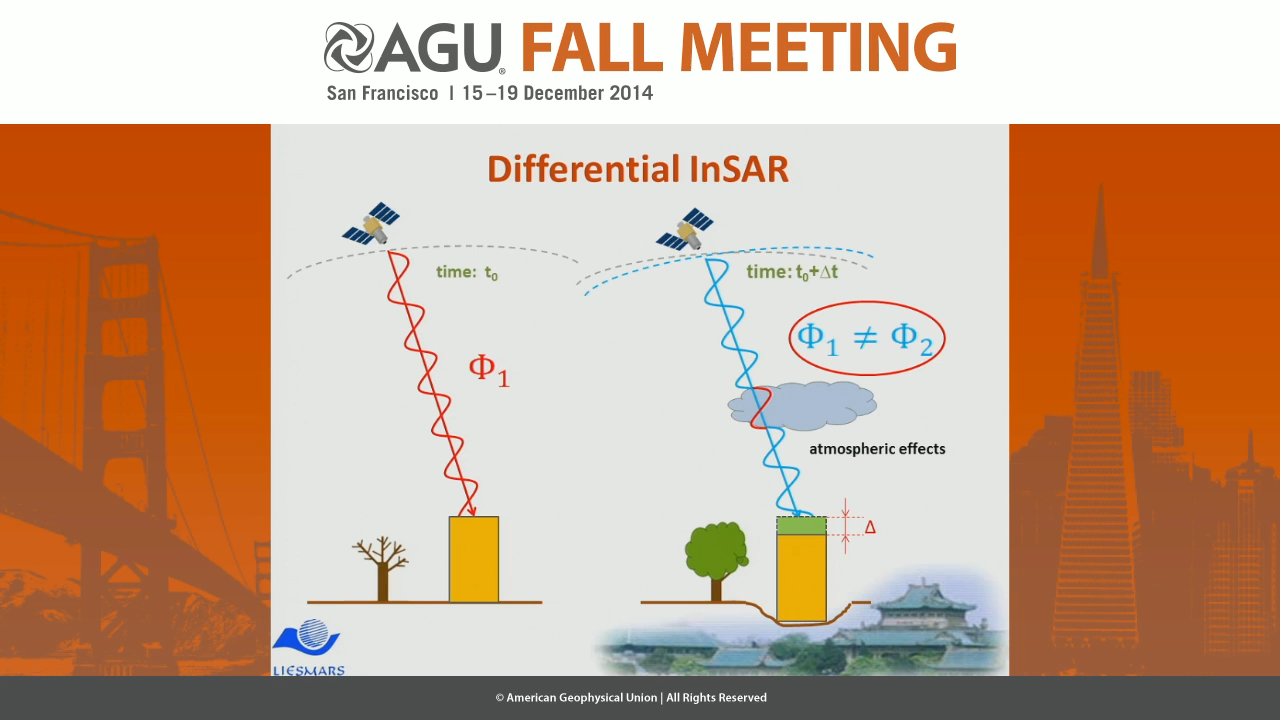 AGU® FALL MEETING
San Francisco | 15–19 December 2014
Differential InSAR
time: t₀
time: t₀+Δt
Φ₁ ≠ Φ₂
Φ₁
atmospheric effects
Δ
LIESMARS
© American Geophysical Union | All Rights Reserved